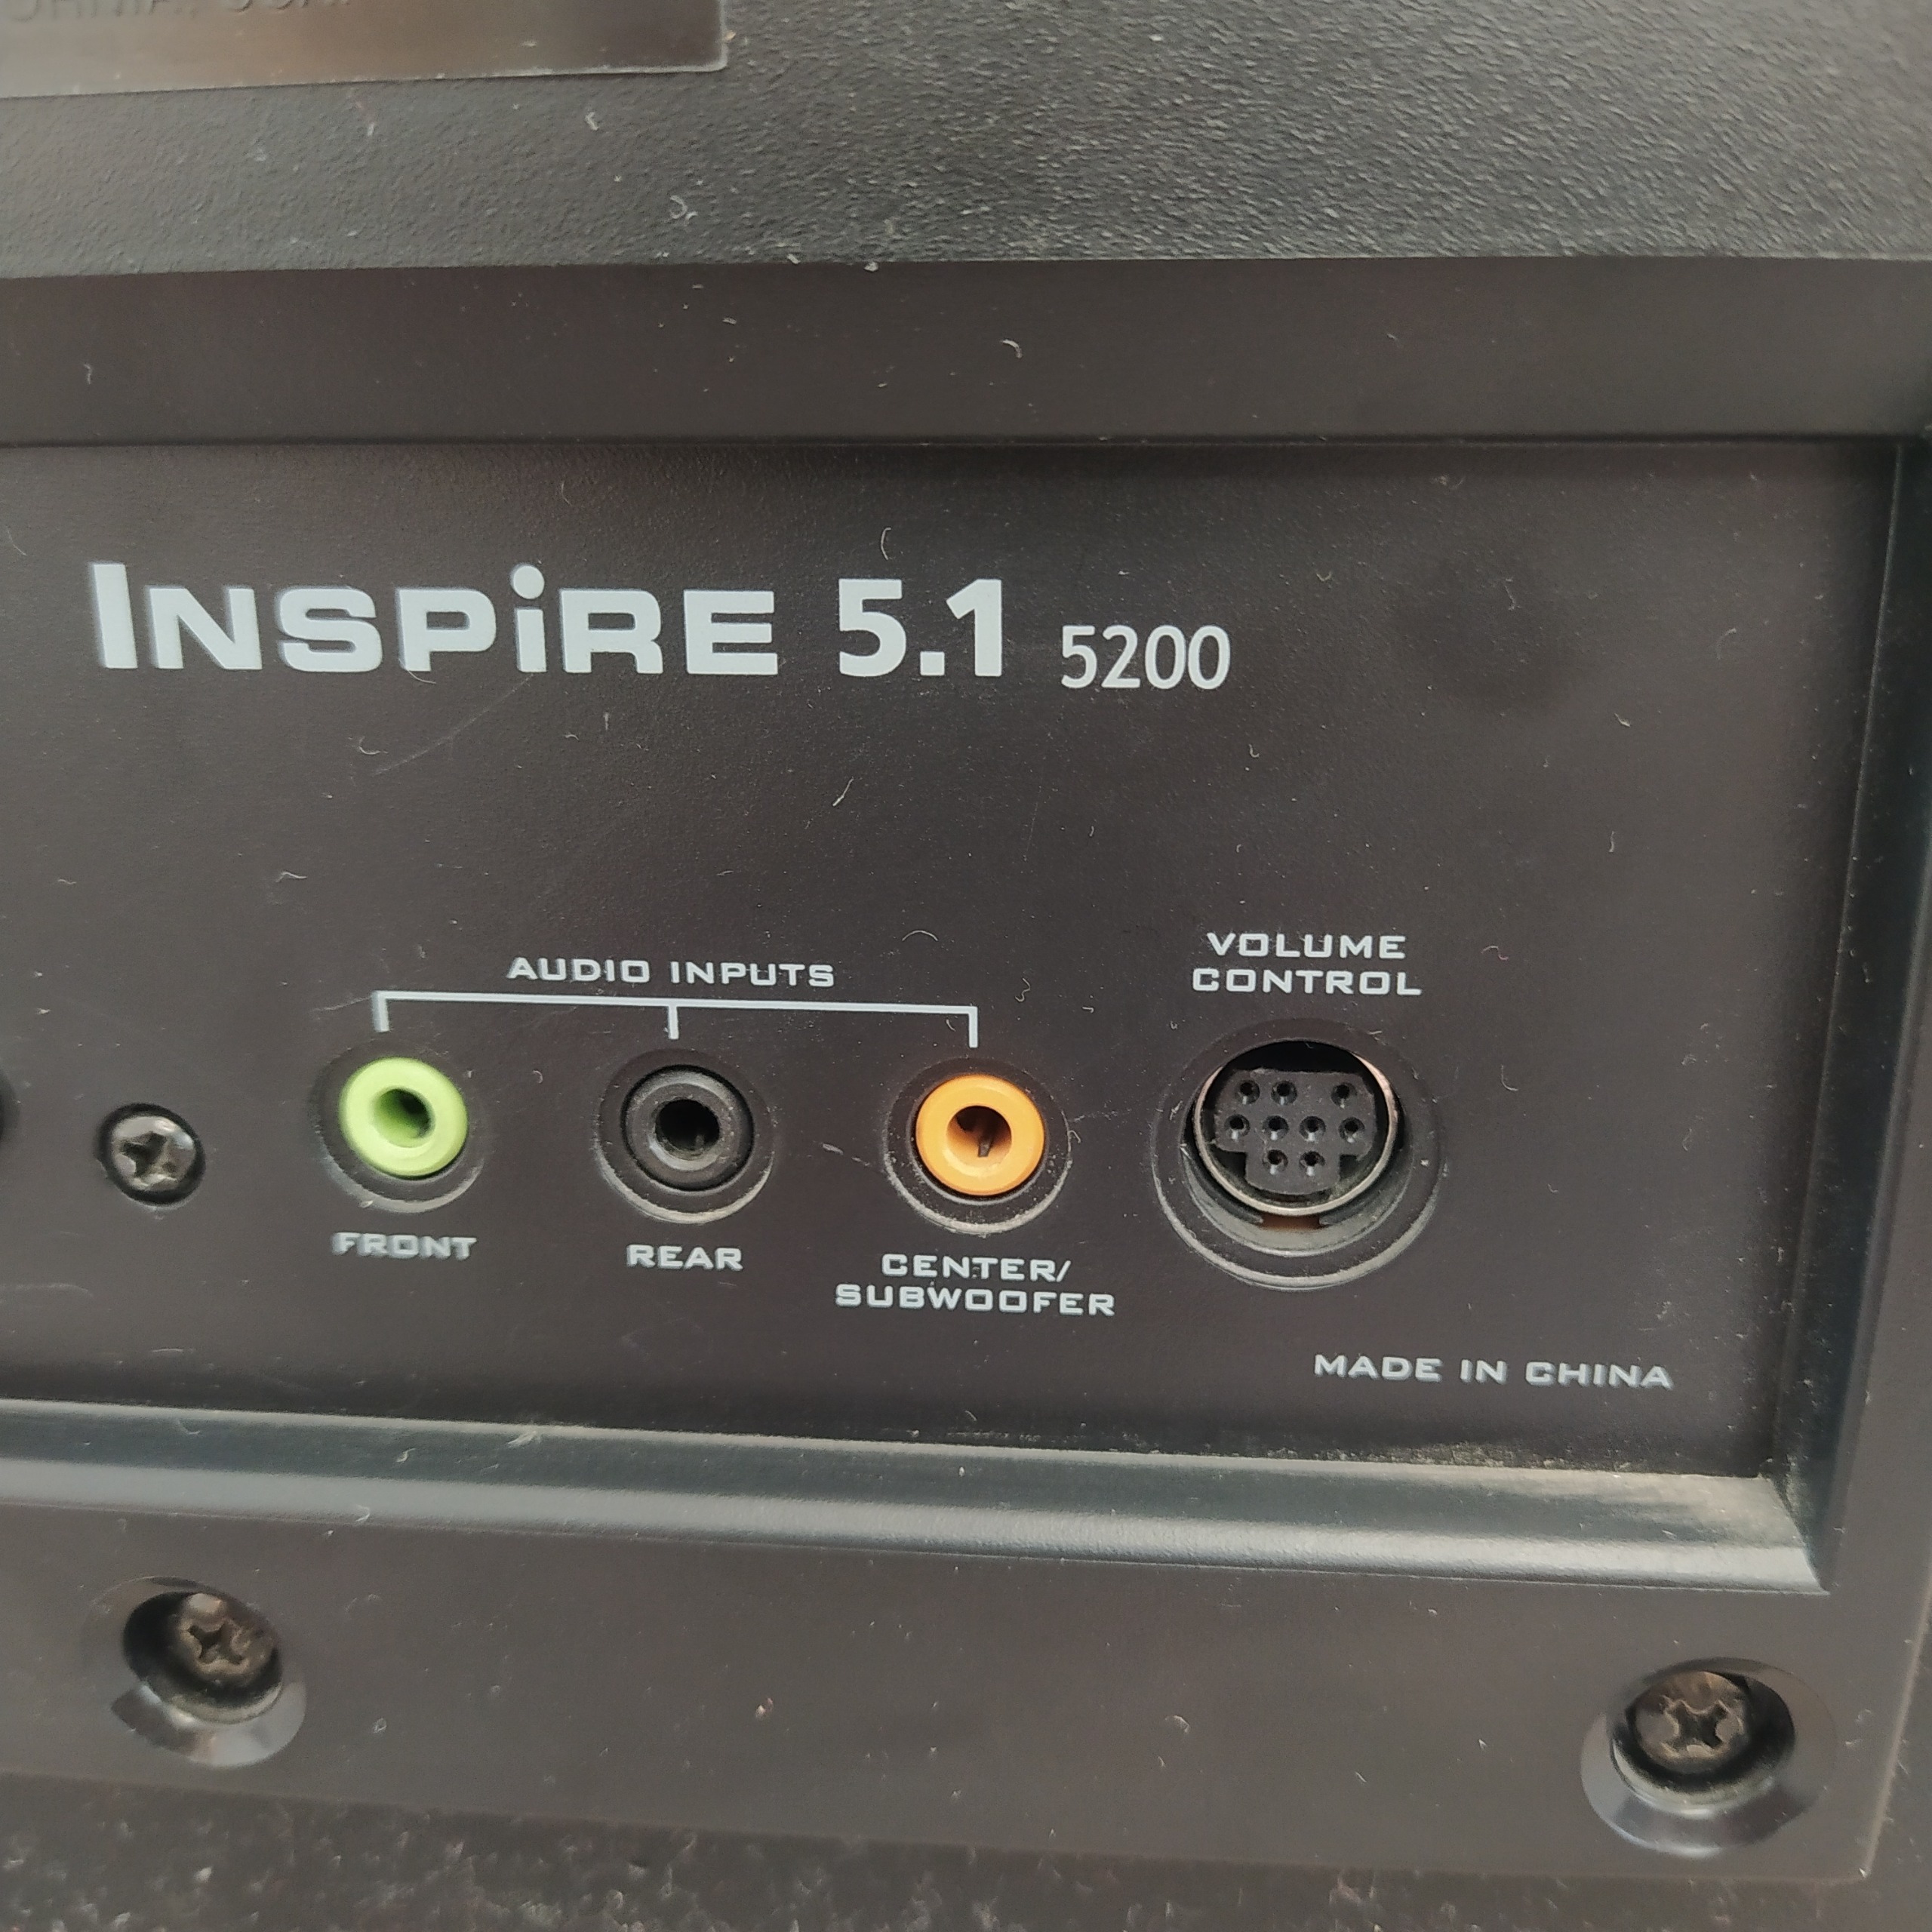 INSPiRE 5.1 5200
AUDIO INPUTS
VOLUME
CONTROL
FRONT
REAR
CENTER/
SUBWOOFER
MADE IN CHINA